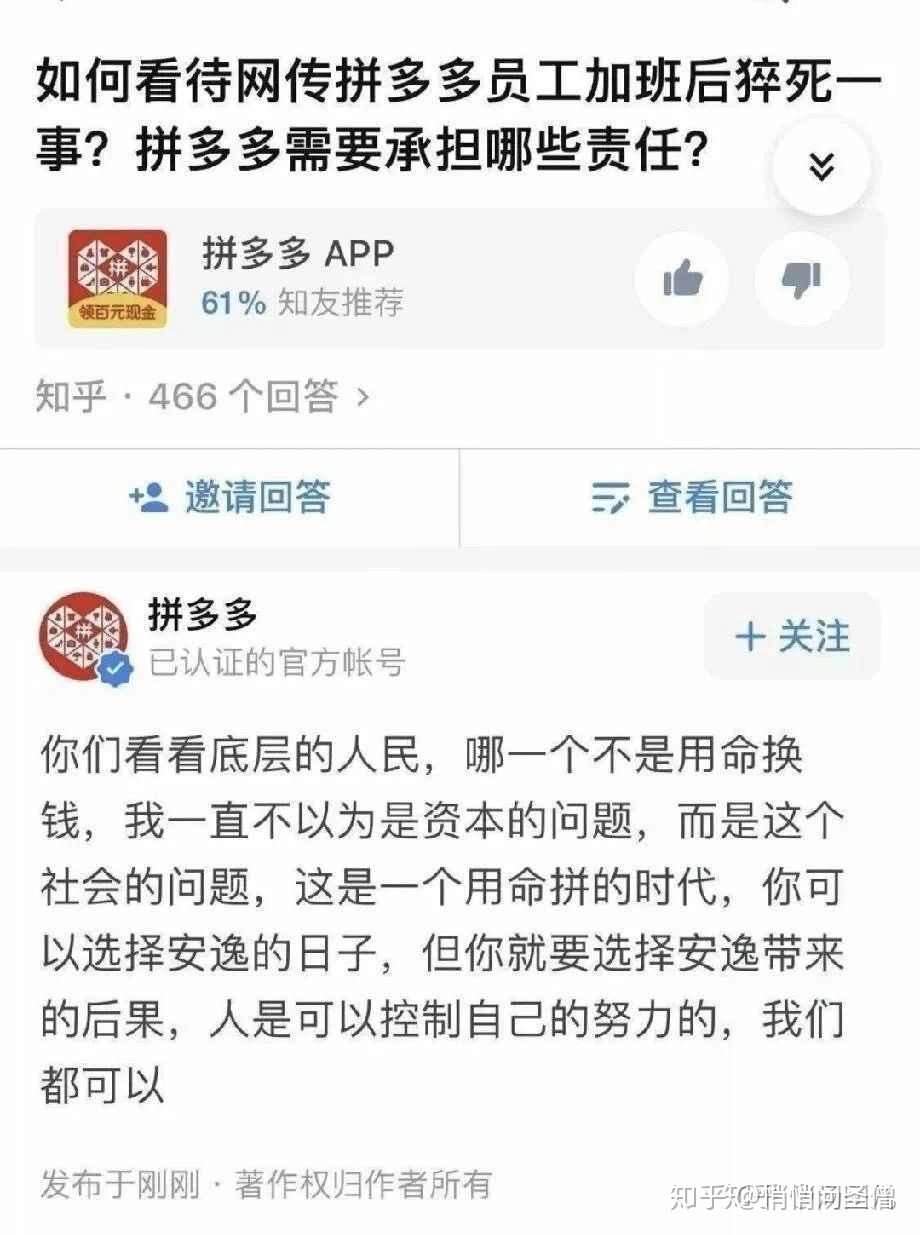 如何看待网传拼多多员工加班后猝死一
事？拼多多需要承担哪些责任？
拼
领百元现金
拼多多 APP
61% 知友推荐
知乎 · 466 个回答 >
邀请回答
查看回答
拼
拼多多
已认证的官方帐号
+ 关注
你们看看底层的人民，哪一个不是用命换
钱，我一直不以为是资本的问题，而是这个
社会的问题，这是一个用命拼的时代，你可
以选择安逸的日子，但你就要选择安逸带来
的后果，人是可以控制自己的努力的，我们
都可以
发布于刚刚 · 著作权归作者所有
知乎